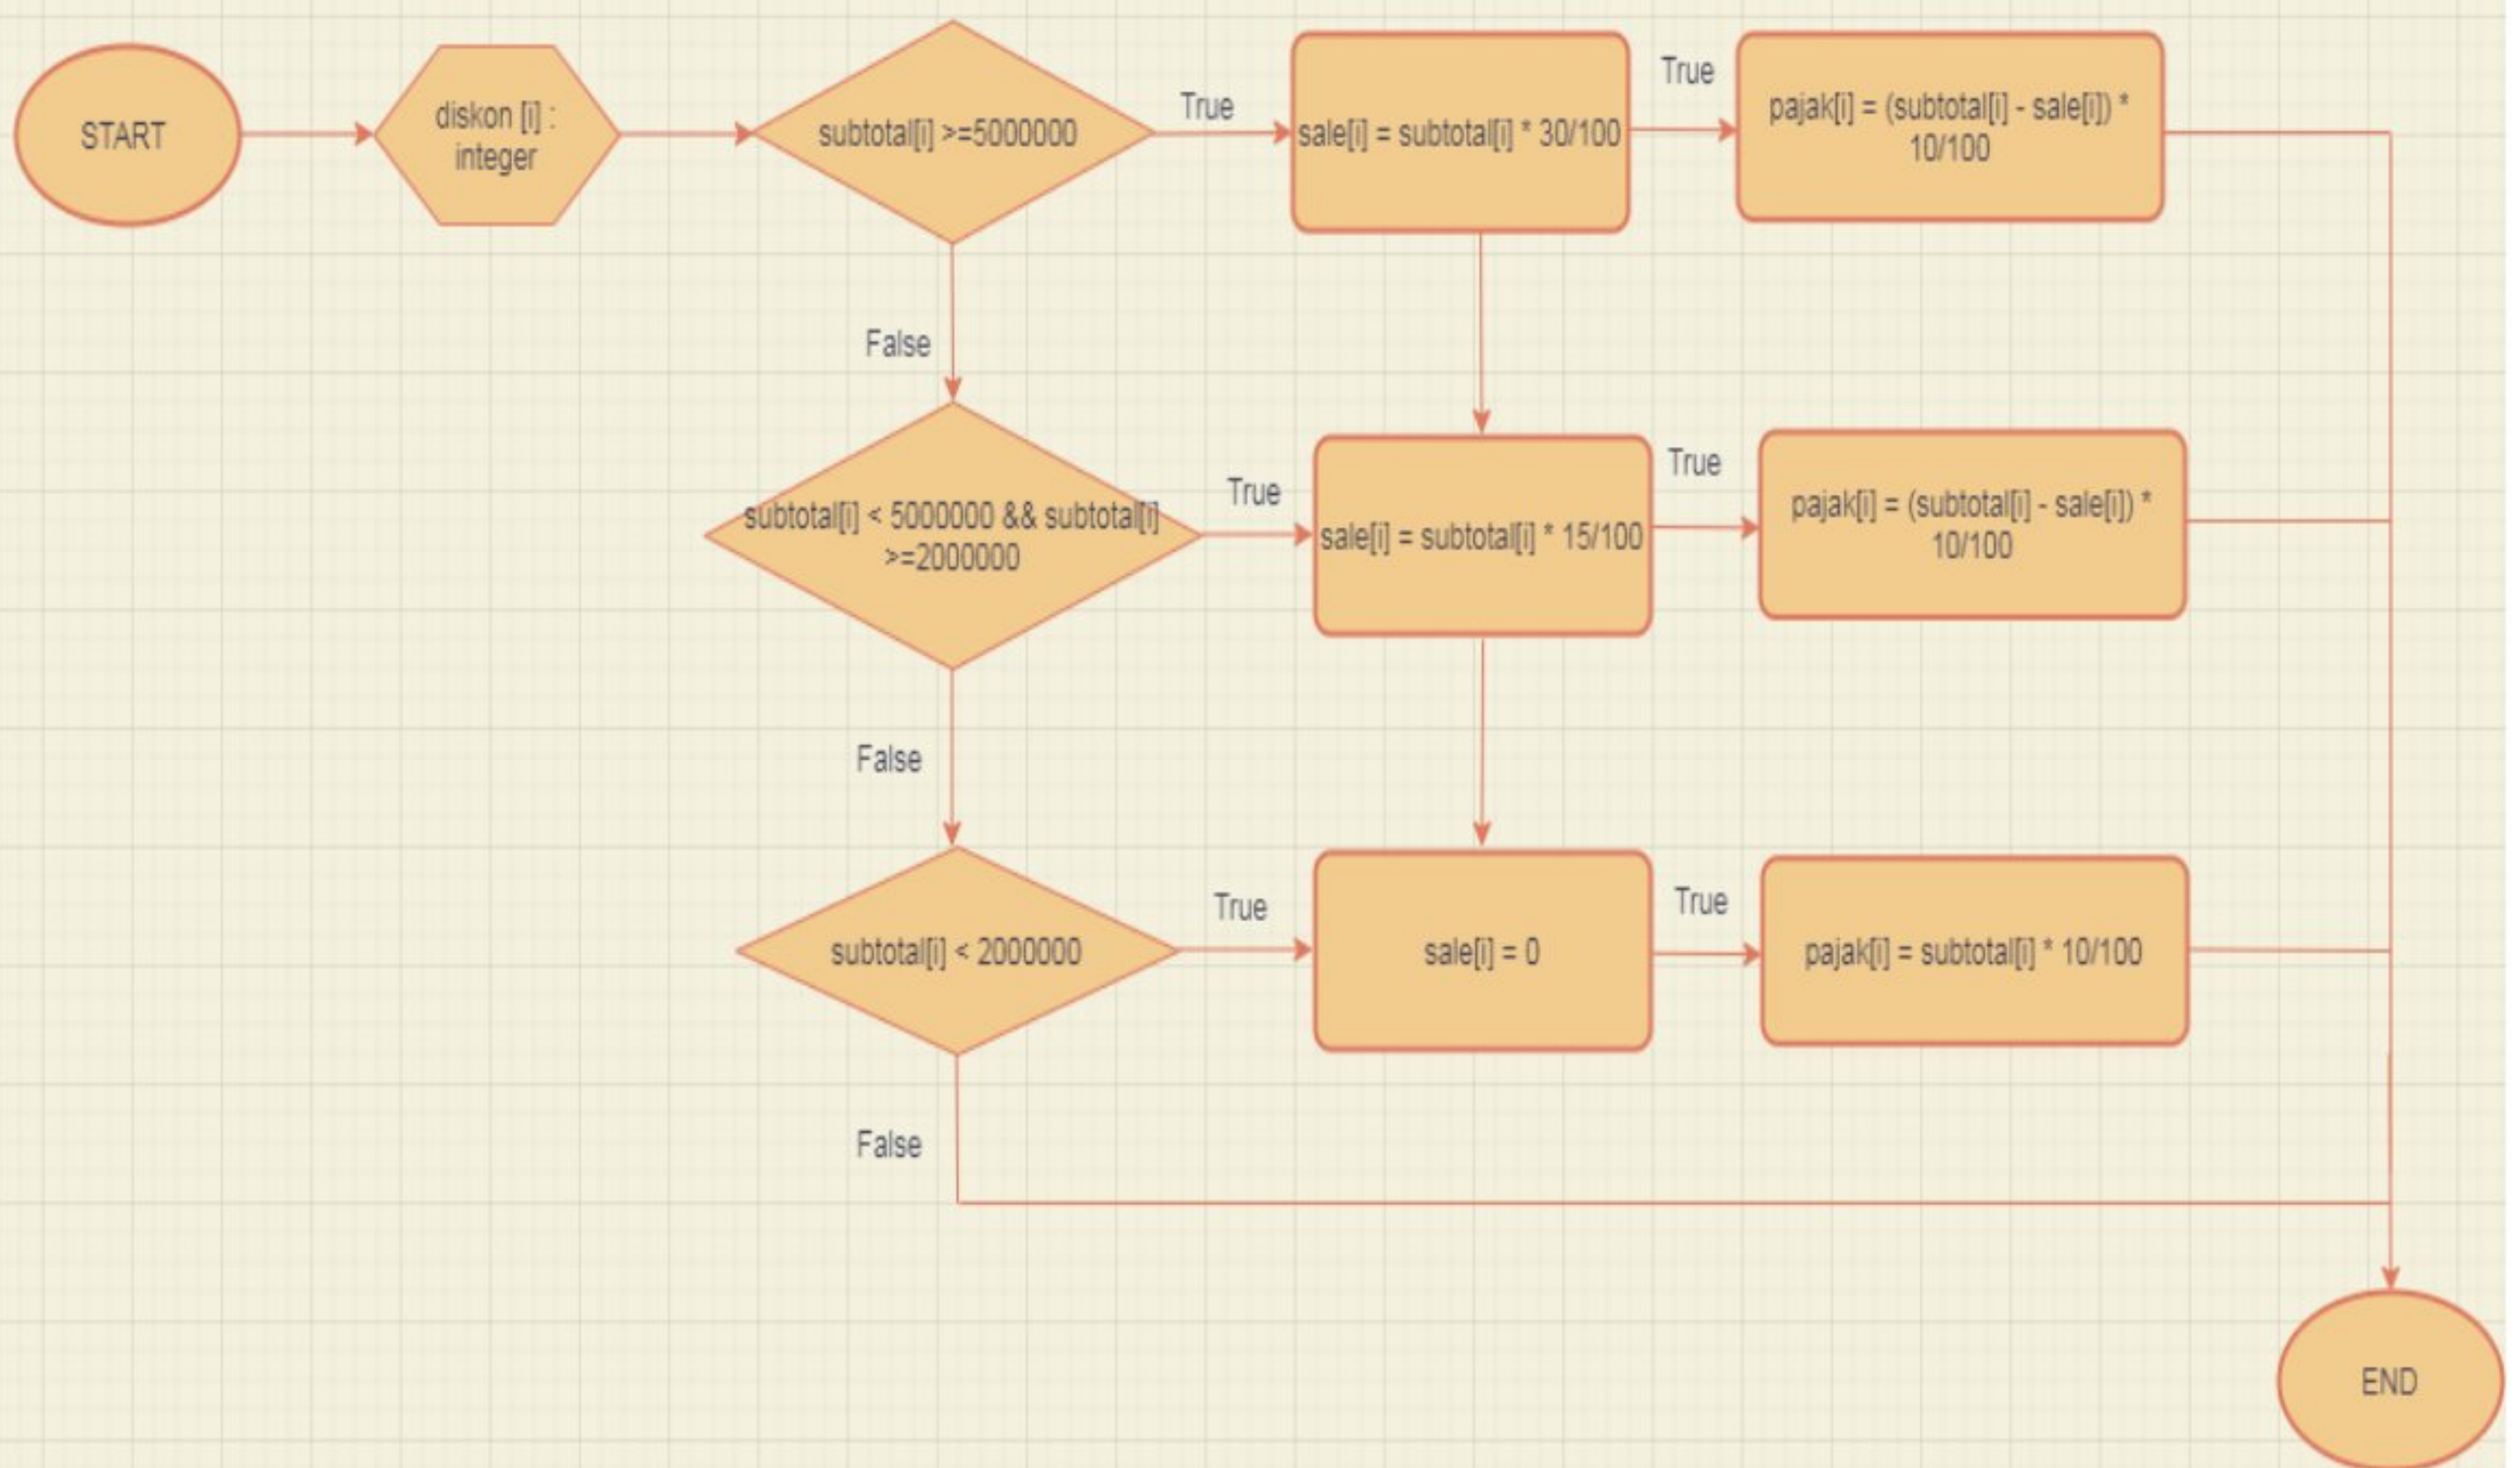 START
diskon [i] :
integer
subtotal[i] >=5000000
True
sale[i] = subtotal[i] * 30/100
True
pajak[i] = (subtotal[i] - sale[i]) *
10/100
False
subtotal[i] < 5000000 && subtotal[i]
>=2000000
True
sale[i] = subtotal[i] * 15/100
True
pajak[i] = (subtotal[i] - sale[i]) *
10/100
False
subtotal[i] < 2000000
True
sale[i] = 0
True
pajak[i] = subtotal[i] * 10/100
False
END